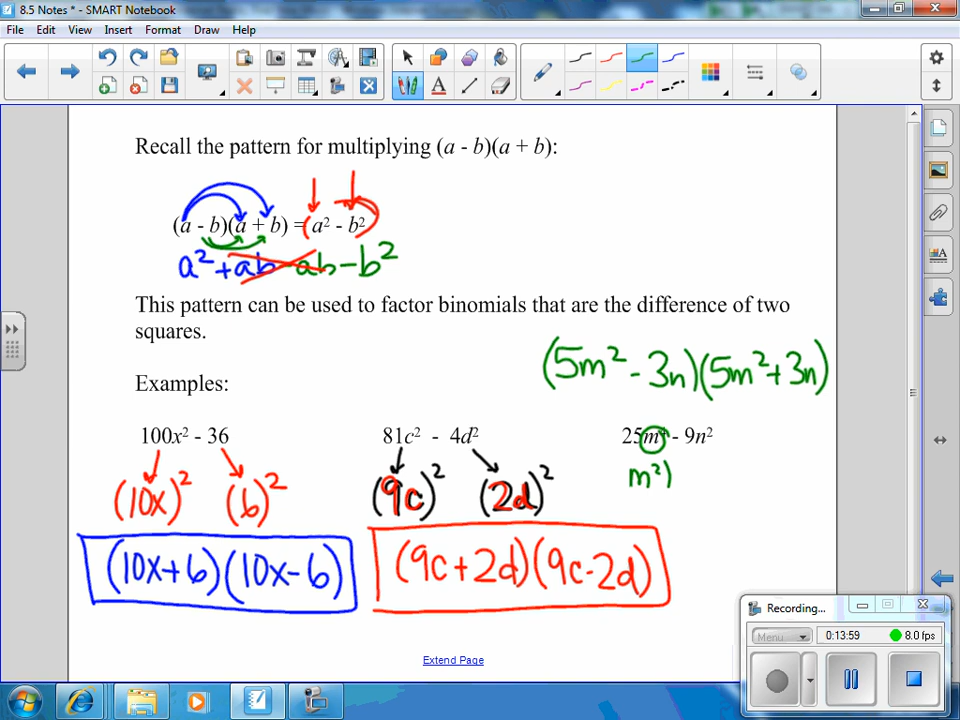 8.5 Notes * - SMART Notebook
File Edit View Insert Format Draw Help
Recall the pattern for multiplying (a - b)(a + b):
(a - b)(a + b) = (a² - b²)
a² + ab - ab - b²
This pattern can be used to factor binomials that are the difference of two
squares.
(5m² - 3n)(5m² + 3n)
Examples:
100x² - 36 81c² - 4d² 25m⁴ - 9n²
(10x)² (6)² (9c)² (2d)² m²)
(10x+6)(10x-6) (9c+2d)(9c-2d)
Extend Page
Recording...
Menu 0:13:59 8.0 fps